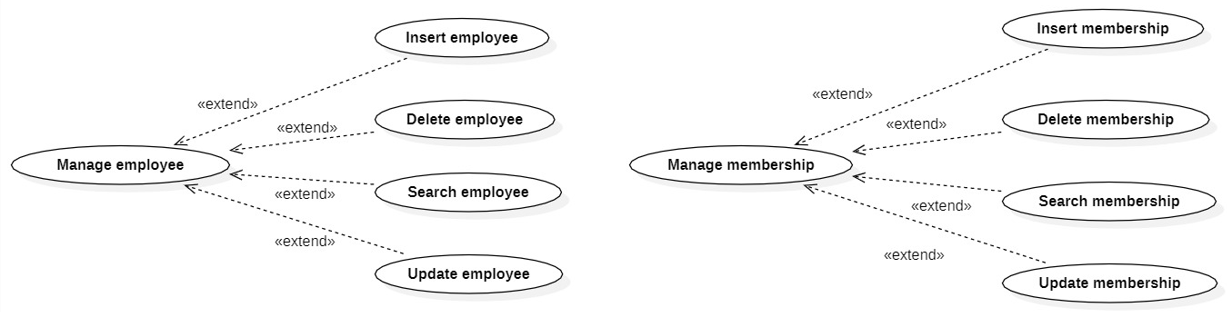 Insert employee
«extend»
Delete employee
«extend»
Manage employee
Search employee
«extend»
Update employee
«extend»
Insert membership
«extend»
Delete membership
«extend»
Manage membership
Search membership
«extend»
Update membership
«extend»